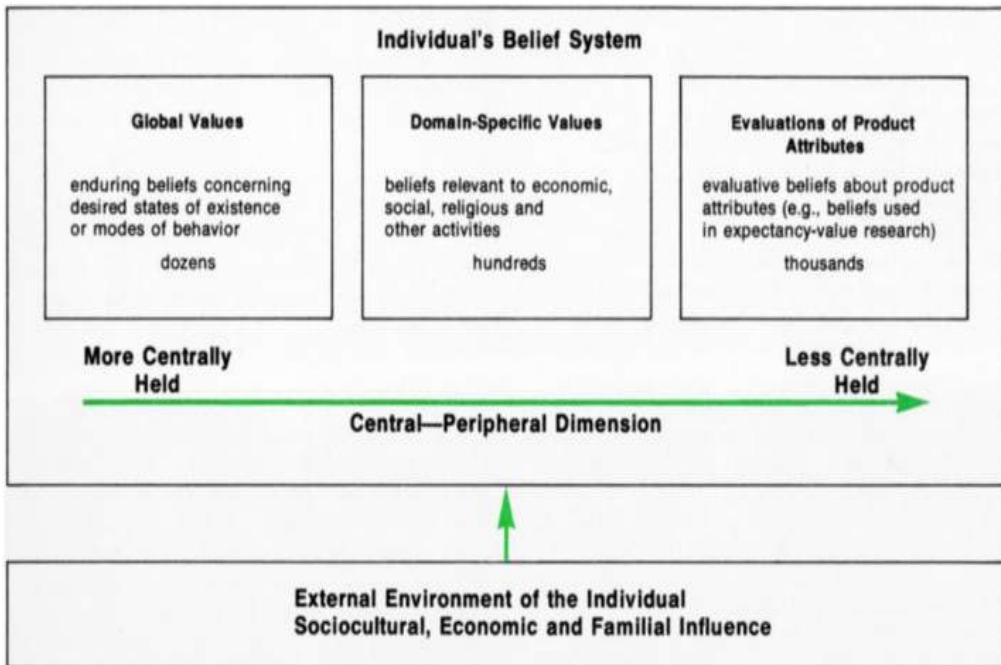 Individual's Belief System
Global Values
enduring beliefs concerning
desired states of existence
or modes of behavior
dozens
Domain-Specific Values
beliefs relevant to economic,
social, religious and
other activities
hundreds
Evaluations of Product
Attributes
evaluative beliefs about product
attributes (e.g., beliefs used
in expectancy-value research)
thousands
More Centrally
Held
Less Centrally
Held
Central—Peripheral Dimension
External Environment of the Individual
Sociocultural, Economic and Familial Influence